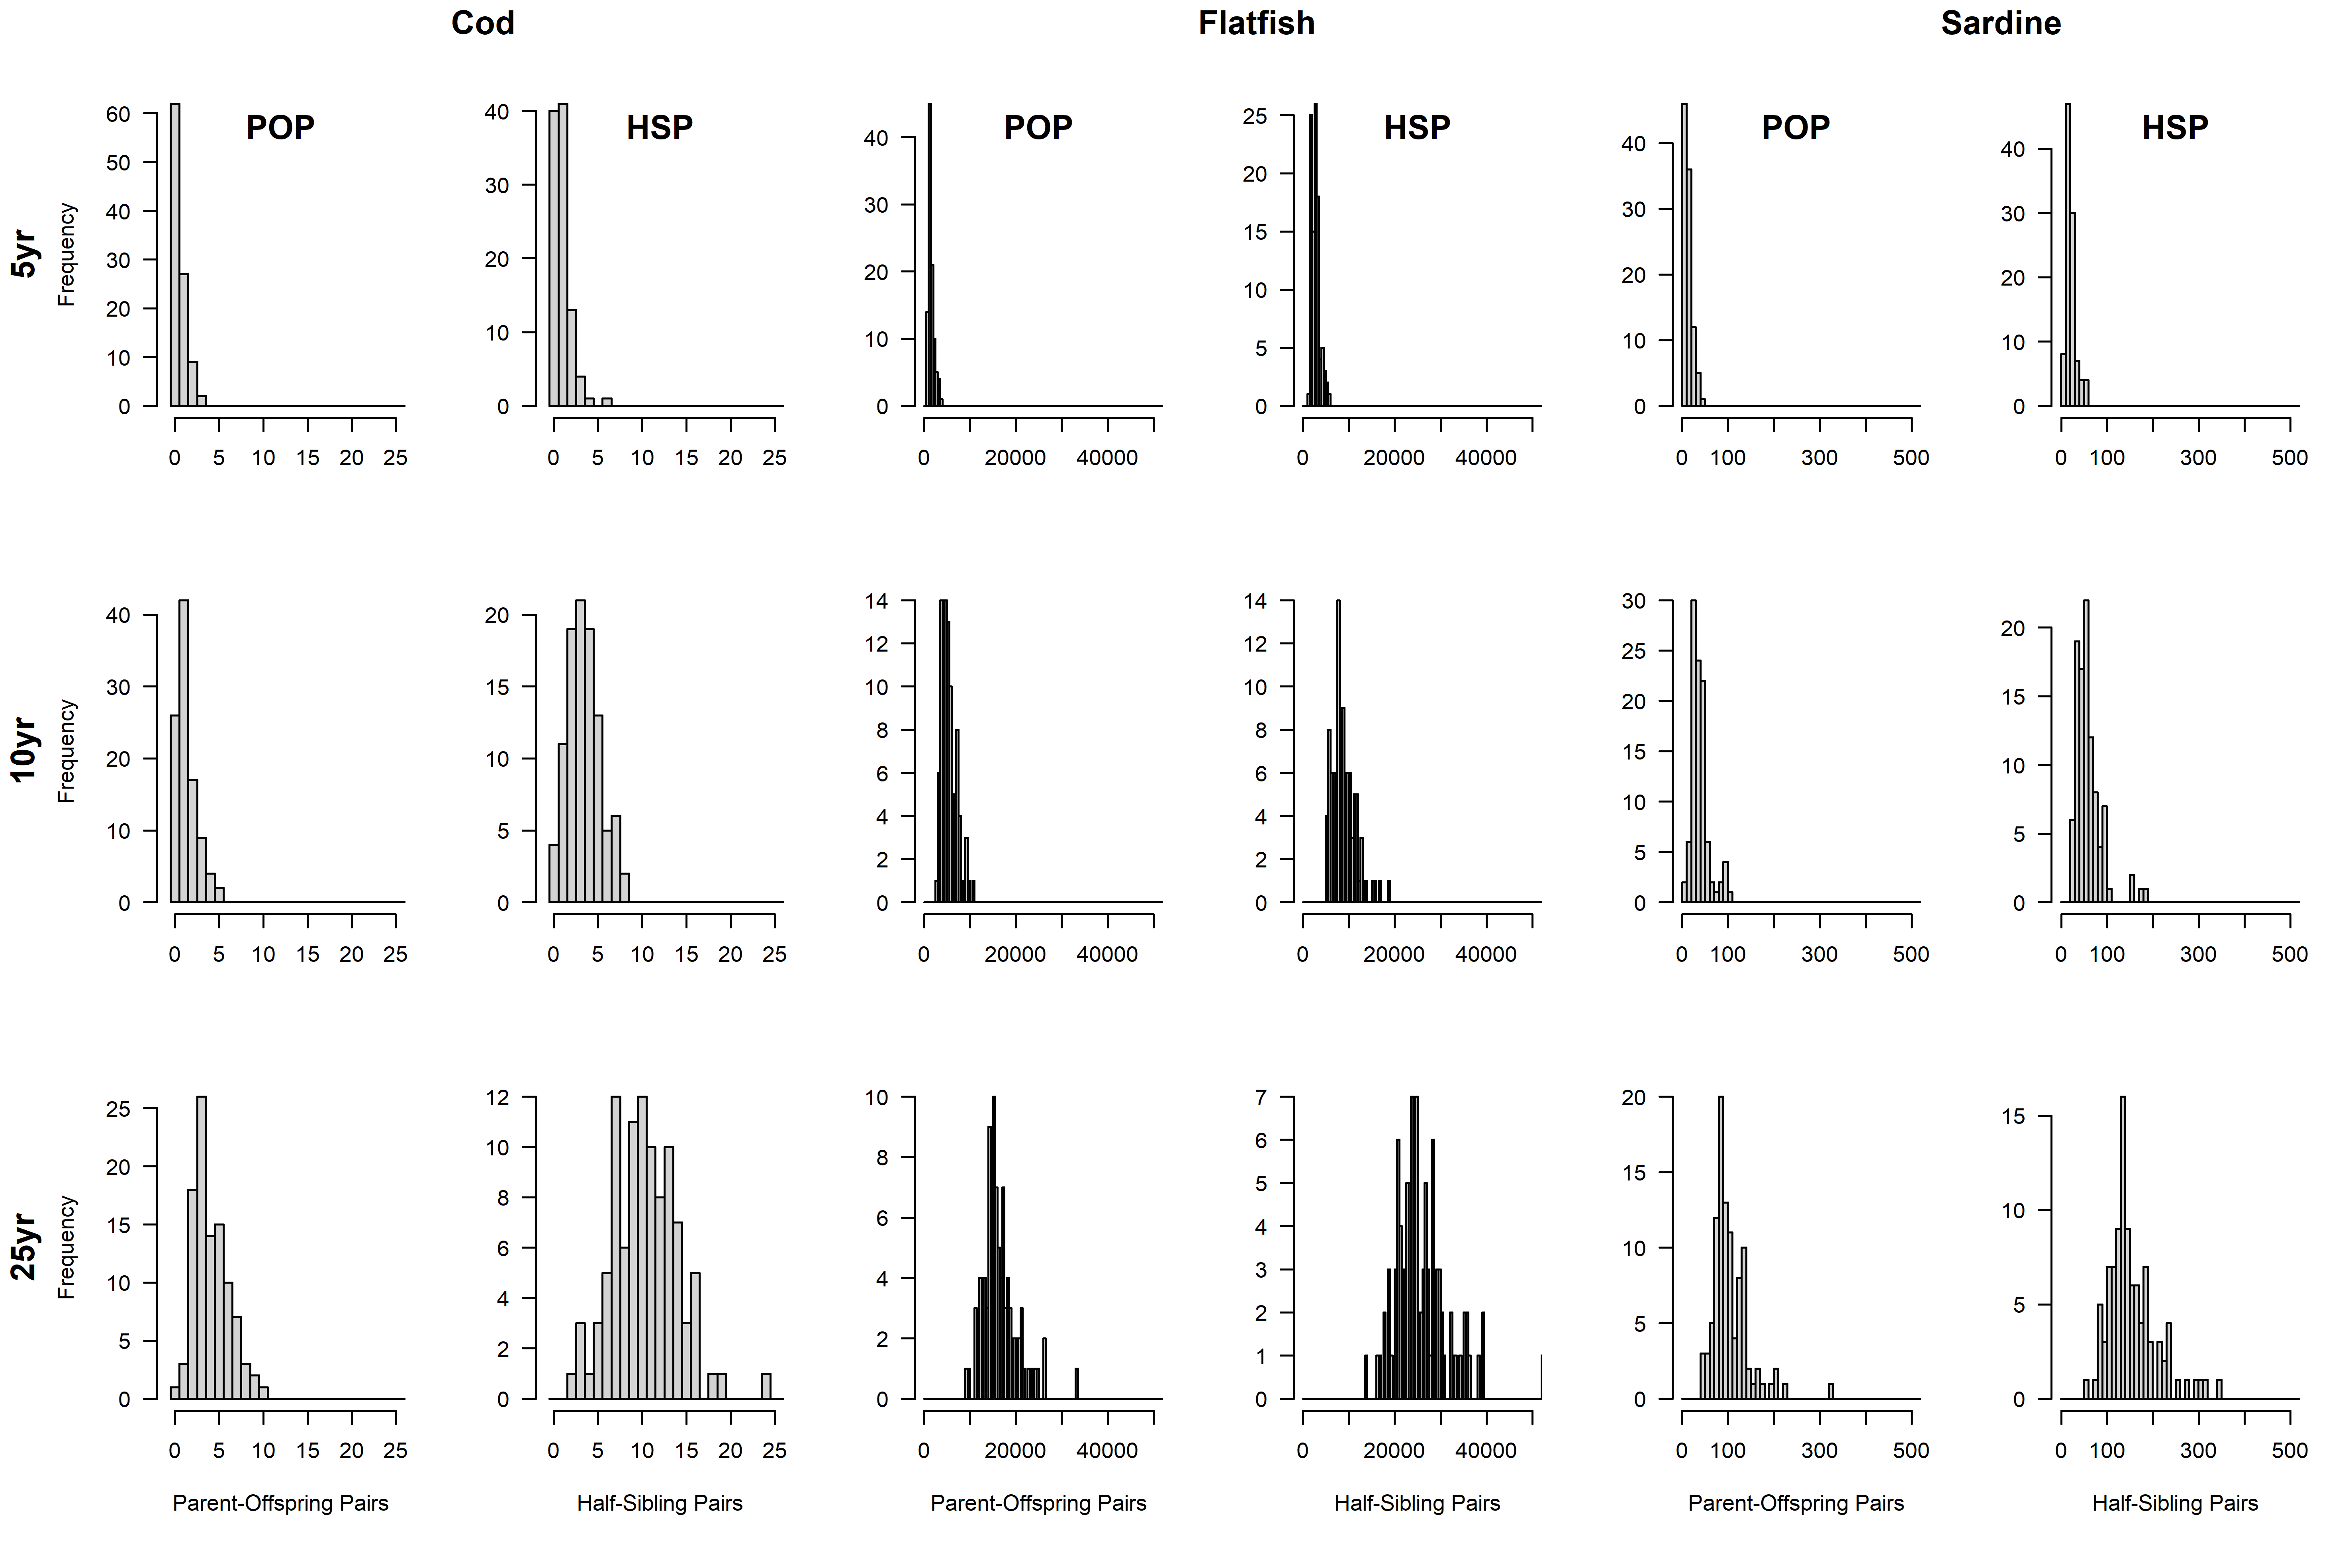 Cod Flatfish Sardine
POP HSP POP HSP POP HSP
5yr
Frequency
0 10 20 30 40 50 60
0 5 10 15 20 25
0 10 20 30 40
0 5 10 15 20 25
0 10 20 30 40
0 20000 40000
0 5 10 15 20 25
0 20000 40000
0 10 20 30 40
0 100 300 500
0 10 20 30 40
0 100 300 500
10yr
Frequency
0 10 20 30 40
0 5 10 15 20 25
0 5 10 15 20
0 5 10 15 20 25
0 2 4 6 8 10 12 14
0 20000 40000
0 2 4 6 8 10 12 14
0 20000 40000
0 5 10 15 20 25 30
0 100 300 500
0 5 10 15 20
0 100 300 500
25yr
Frequency
0 5 10 15 20 25
0 5 10 15 20 25
0 2 4 6 8 10 12
0 5 10 15 20 25
0 2 4 6 8 10
0 20000 40000
0 1 2 3 4 5 6 7
0 20000 40000
0 5 10 15 20
0 100 300 500
0 5 10 15
0 100 300 500
Parent-Offspring Pairs Half-Sibling Pairs Parent-Offspring Pairs Half-Sibling Pairs Parent-Offspring Pairs Half-Sibling Pairs